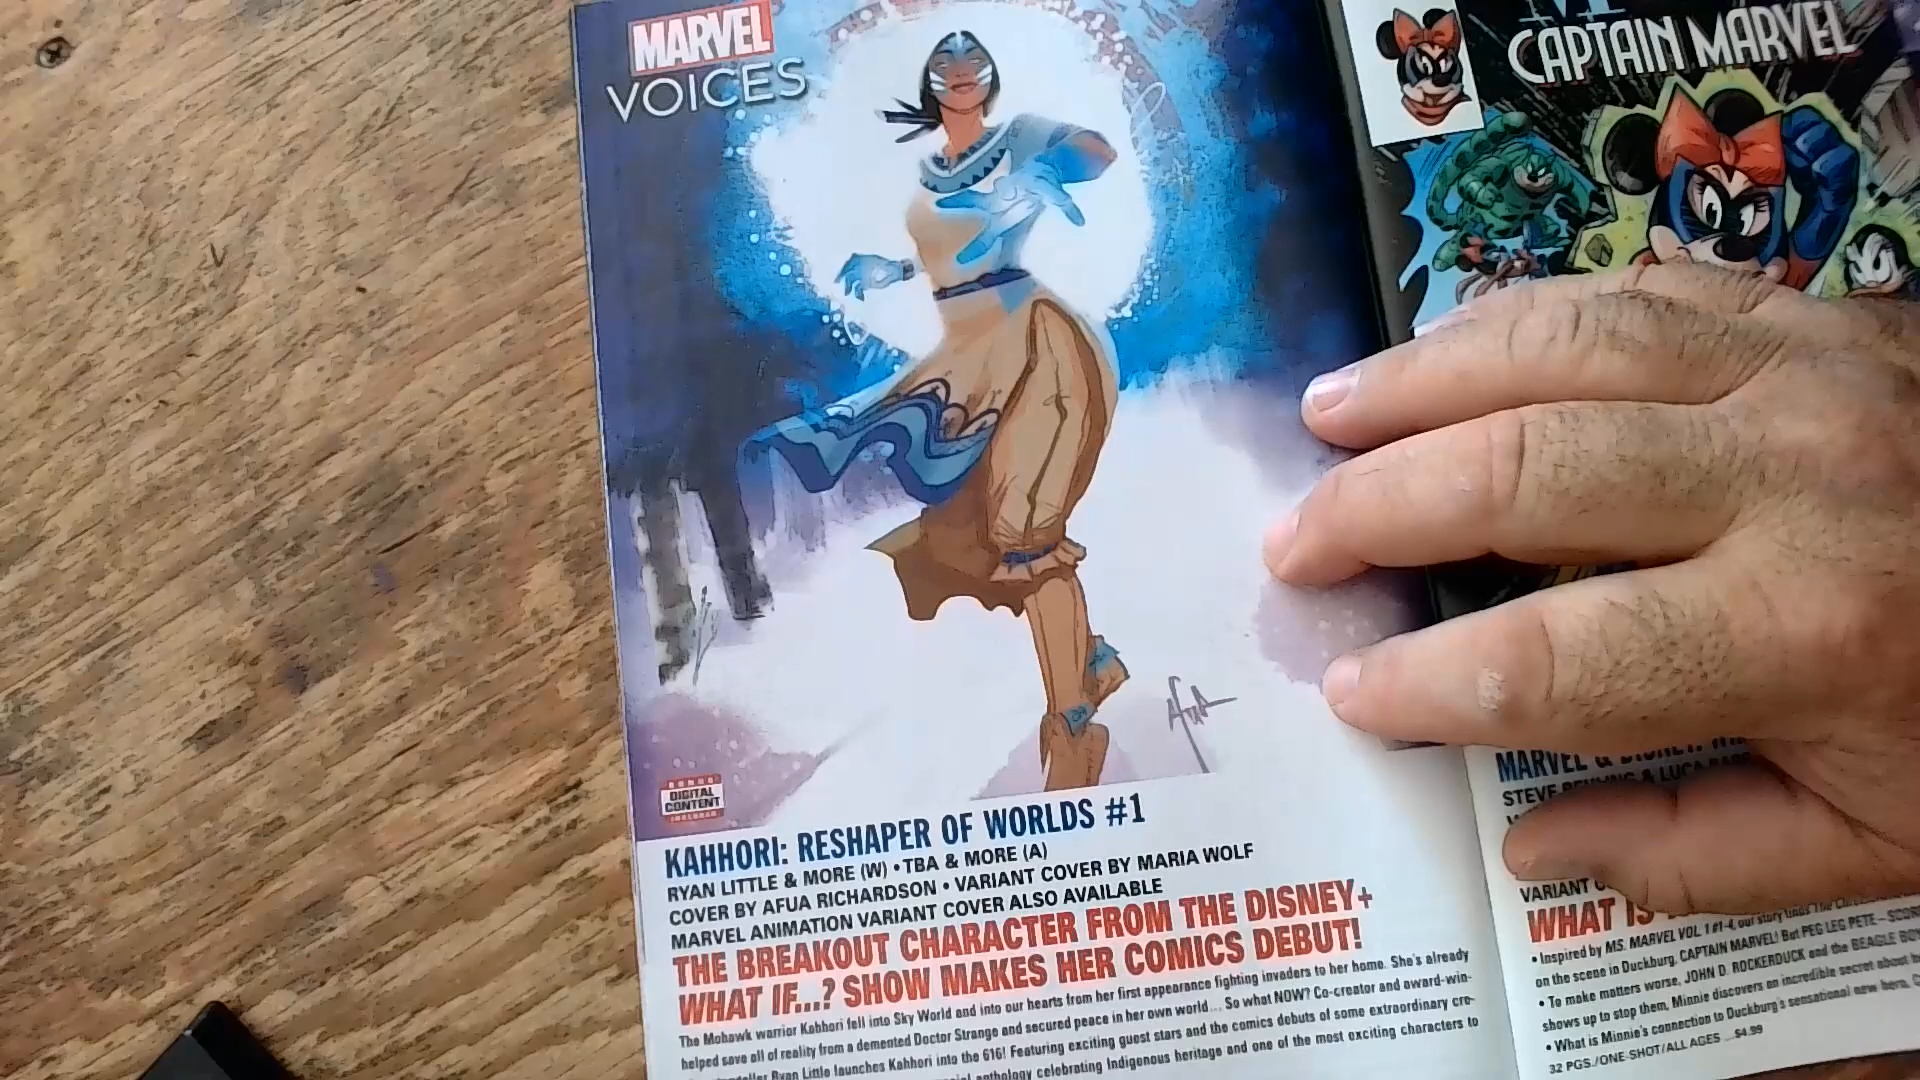 MARVEL
VOICES
Afua
DIGITAL
CONTENT
INCLUDED
KAHHORI: RESHAPER OF WORLDS #1
RYAN LITTLE & MORE (W) • TBA & MORE (A)
COVER BY AFUA RICHARDSON • VARIANT COVER BY MARIA WOLF
MARVEL ANIMATION VARIANT COVER ALSO AVAILABLE
THE BREAKOUT CHARACTER FROM THE DISNEY+
WHAT IF...? SHOW MAKES HER COMICS DEBUT!
The Mohawk warrior Kahhori fell into Sky World and into our hearts from her first appearance fighting invaders to her home. She's already
helped save all of reality from a demented Doctor Strange and secured peace in her own world... So what NOW? Co-creator and award-win-
Ryan Little launches Kahhori into the 616! Featuring exciting guest stars and the comics debuts of some extraordinary cre-
anthology celebrating Indigenous heritage and one of the most exciting characters to
CAPTAIN MARVEL
MARVEL &
STEVE & LUCA
VARIANT
WHAT
• Inspired by MS. MARVEL VOL 1 #1-4, our story finds
on the scene in Duckburg, CAPTAIN MARVEL! But PEG LEG PETE –
• To make matters worse, JOHN D. ROCKERDUCK and the BEAGLE
shows up to stop them, Minnie discovers an incredible secret about
• What is Minnie's connection to Duckburg's sensational new hero,
32 PGS./ONE-SHOT/ALL AGES ...$4.99